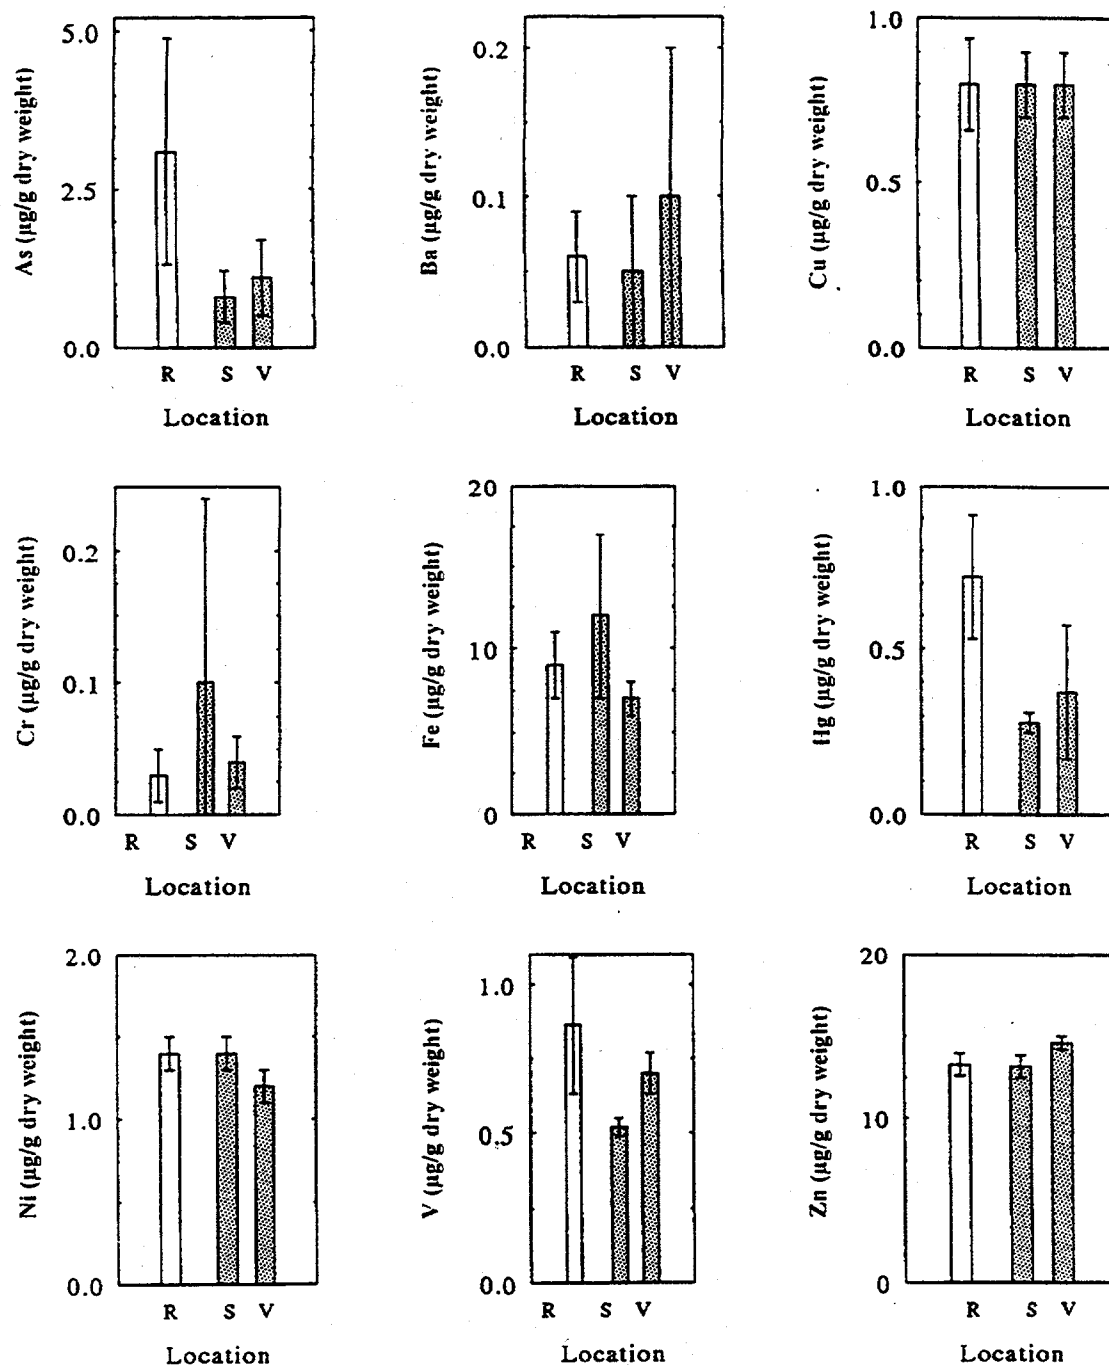 5.0
2.5
0.0
As (µg/g dry weight)
R S V
Location
0.2
0.1
0.0
Ba (µg/g dry weight)
R S V
Location
1.0
0.5
0.0
Cu (µg/g dry weight)
R S V
Location
0.2
0.1
0.0
Cr (µg/g dry weight)
R S V
Location
20
10
0
Fe (µg/g dry weight)
R S V
Location
1.0
0.5
0.0
Hg (µg/g dry weight)
R S V
Location
2.0
1.0
0.0
Ni (µg/g dry weight)
R S V
Location
1.0
0.5
0.0
V (µg/g dry weight)
R S V
Location
20
10
0
Zn (µg/g dry weight)
R S V
Location